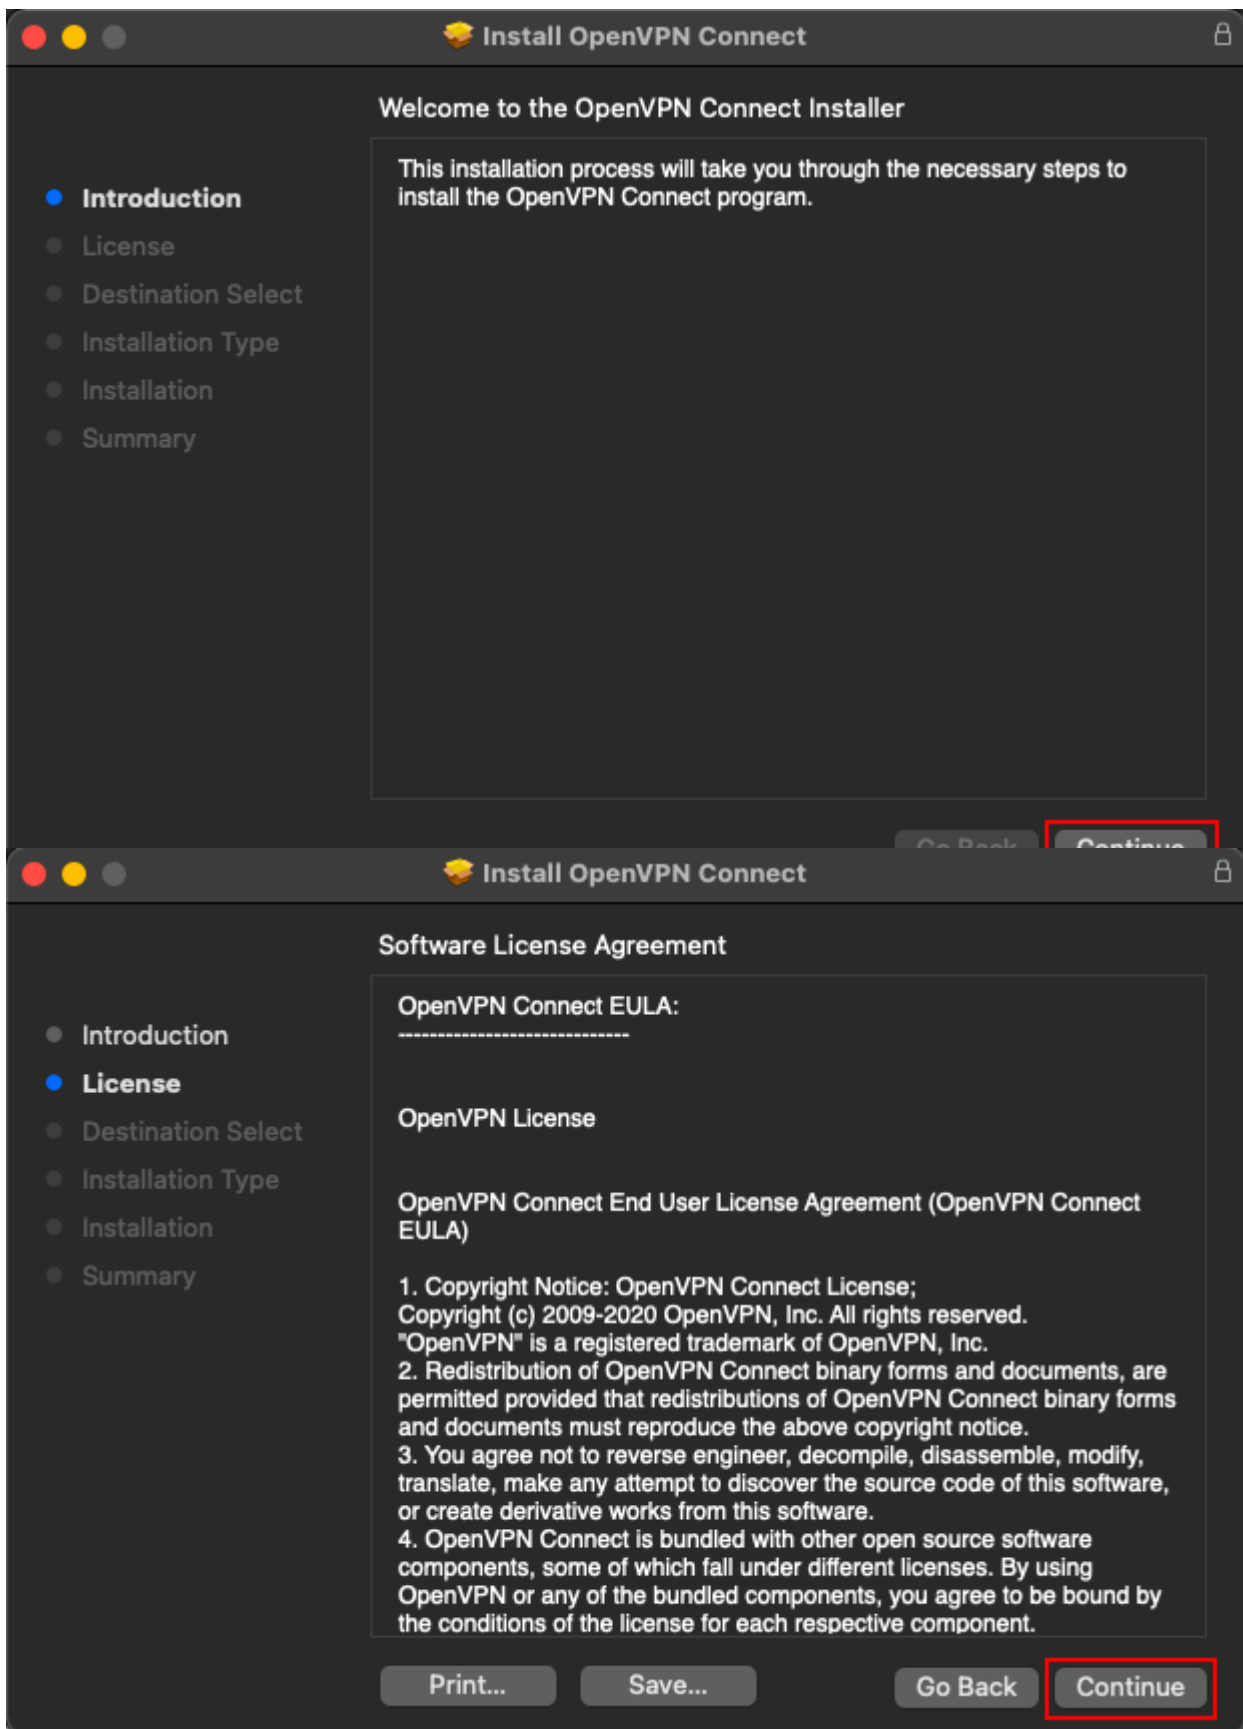 Install OpenVPN Connect
Welcome to the OpenVPN Connect Installer
Introduction
License
Destination Select
Installation Type
Installation
Summary
This installation process will take you through the necessary steps to
install the OpenVPN Connect program.
Go Back
Continue
Install OpenVPN Connect
Software License Agreement
Introduction
License
Destination Select
Installation Type
Installation
Summary
OpenVPN Connect EULA:
-----------------------------
OpenVPN License
OpenVPN Connect End User License Agreement (OpenVPN Connect
EULA)
1. Copyright Notice: OpenVPN Connect License;
Copyright (c) 2009-2020 OpenVPN, Inc. All rights reserved.
"OpenVPN" is a registered trademark of OpenVPN, Inc.
2. Redistribution of OpenVPN Connect binary forms and documents, are
permitted provided that redistributions of OpenVPN Connect binary forms
and documents must reproduce the above copyright notice.
3. You agree not to reverse engineer, decompile, disassemble, modify,
translate, make any attempt to discover the source code of this software,
or create derivative works from this software.
4. OpenVPN Connect is bundled with other open source software
components, some of which fall under different licenses. By using
OpenVPN or any of the bundled components, you agree to be bound by
the conditions of the license for each respective component.
Print...
Save...
Go Back
Continue